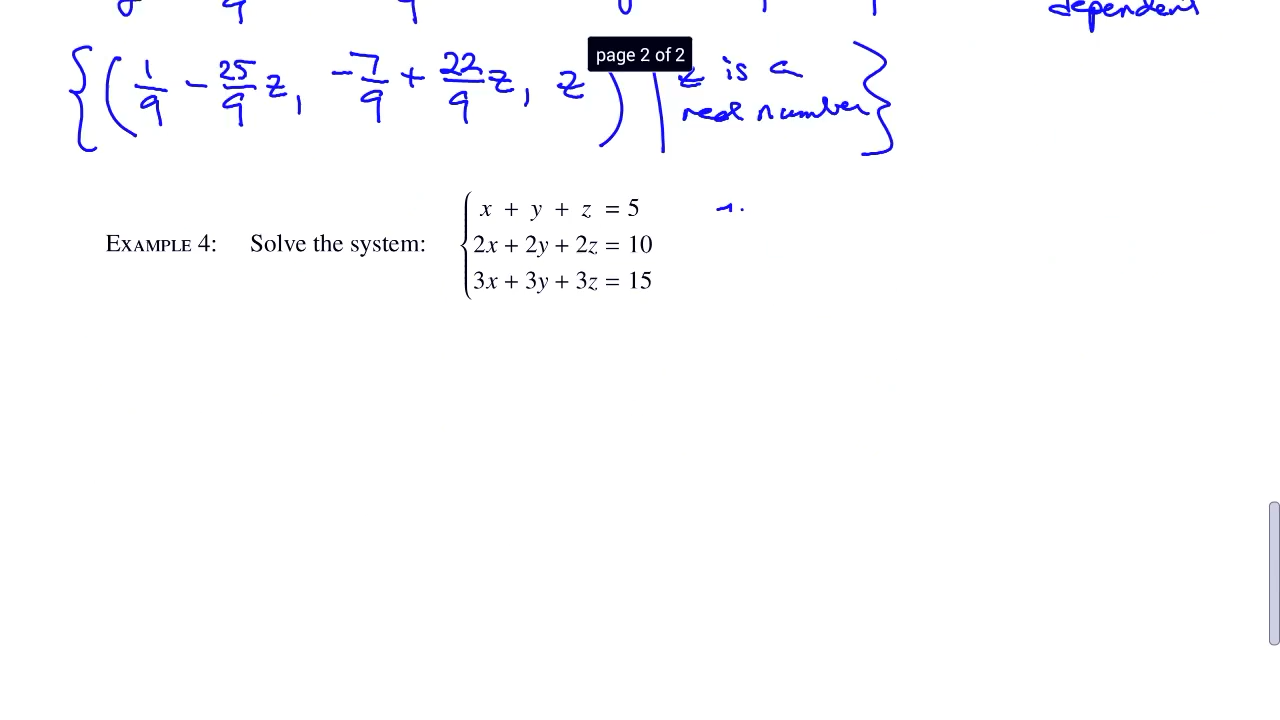 dependent
{(1/9 − 25/9 z, −7/9 + 22/9 z, z) | z is a real number}
page 2 of 2
x + y + z = 5
EXAMPLE 4: Solve the system: 2x + 2y + 2z = 10
3x + 3y + 3z = 15